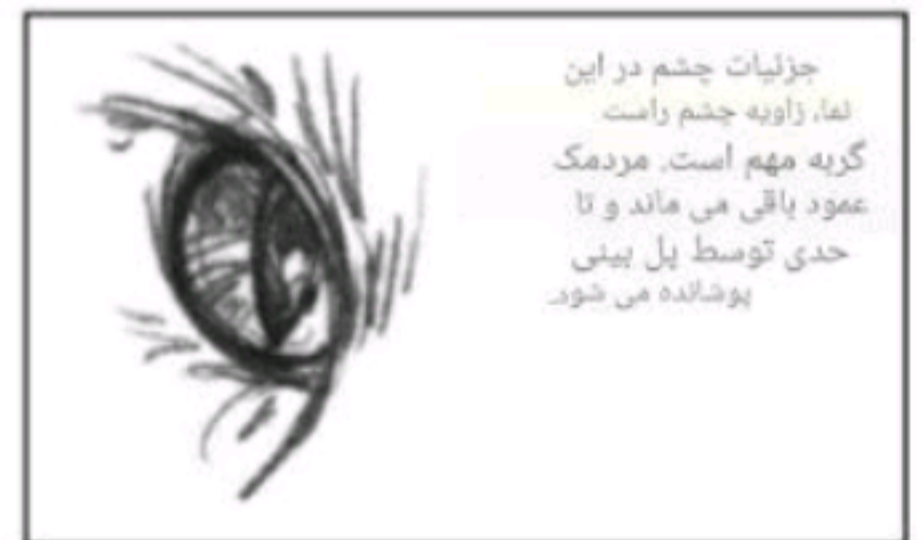 جزئیات چشم در این
نما، زاویه چشم راست
گربه مهم است. مردمک
عمود باقی می ماند و تا
حدی توسط پل بینی
پوشانده می شود.